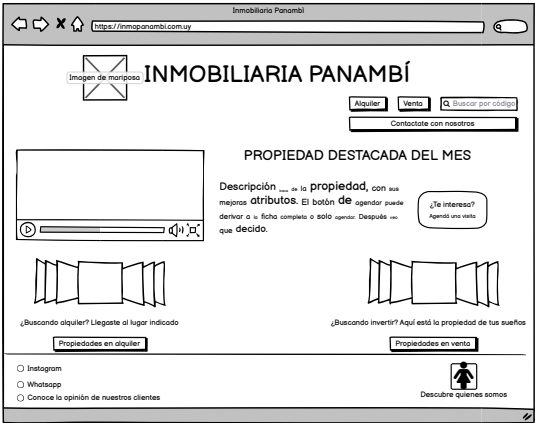 Inmobiliaria Panambí
https://inmopanambi.com.uy
Imagen de mariposa
INMOBILIARIA PANAMBÍ
Alquiler
Venta
Buscar por código
Contactate con nosotros
PROPIEDAD DESTACADA DEL MES
Descripción de la propiedad, con sus
mejoras atributos. El botón de agendar puede
derivar a la ficha completa o solo agendar. Después veo
que decido.
¿Te interesa?
Agendá una visita
¿Buscando alquiler? Llegaste al lugar indicado
¿Buscando invertir? Aquí está la propiedad de tus sueños
Propiedades en alquiler
Propiedades en venta
Instagram
Whatsapp
Conoce la opinión de nuestros clientes
Descubre quienes somos